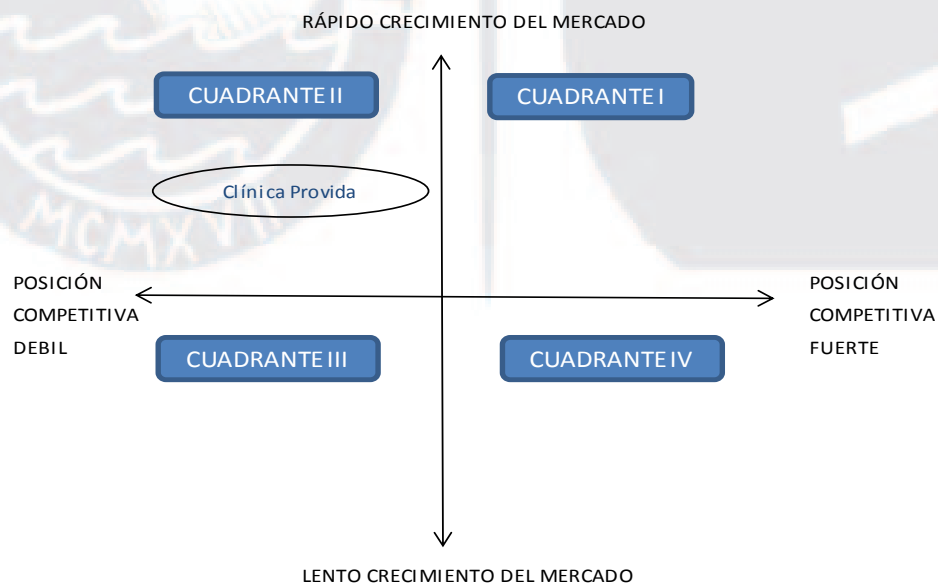 RÁPIDO CRECIMIENTO DEL MERCADO
CUADRANTE II
CUADRANTE I
Clínica Provida
MCMXVII
POSICIÓN
COMPETITIVA
DEBIL
POSICIÓN
COMPETITIVA
FUERTE
CUADRANTE III
CUADRANTE IV
LENTO CRECIMIENTO DEL MERCADO